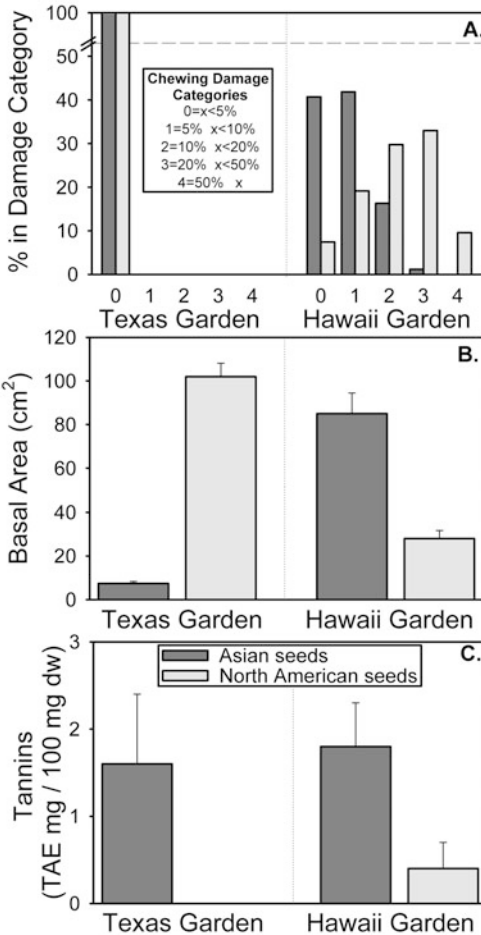 A.
% in Damage Category
50
40
30
20
10
0
Chewing Damage
Categories
0=x<5%
1=5% x<10%
2=10% x<20%
3=20% x<50%
4=50% x
0 1 2 3 4 0 1 2 3 4
Texas Garden Hawaii Garden
B.
Basal Area (cm²)
120
100
80
60
40
20
0
Texas Garden Hawaii Garden
C.
Tannins
(TAE mg / 100 mg dw)
3
2
1
0
Asian seeds
North American seeds
Texas Garden Hawaii Garden